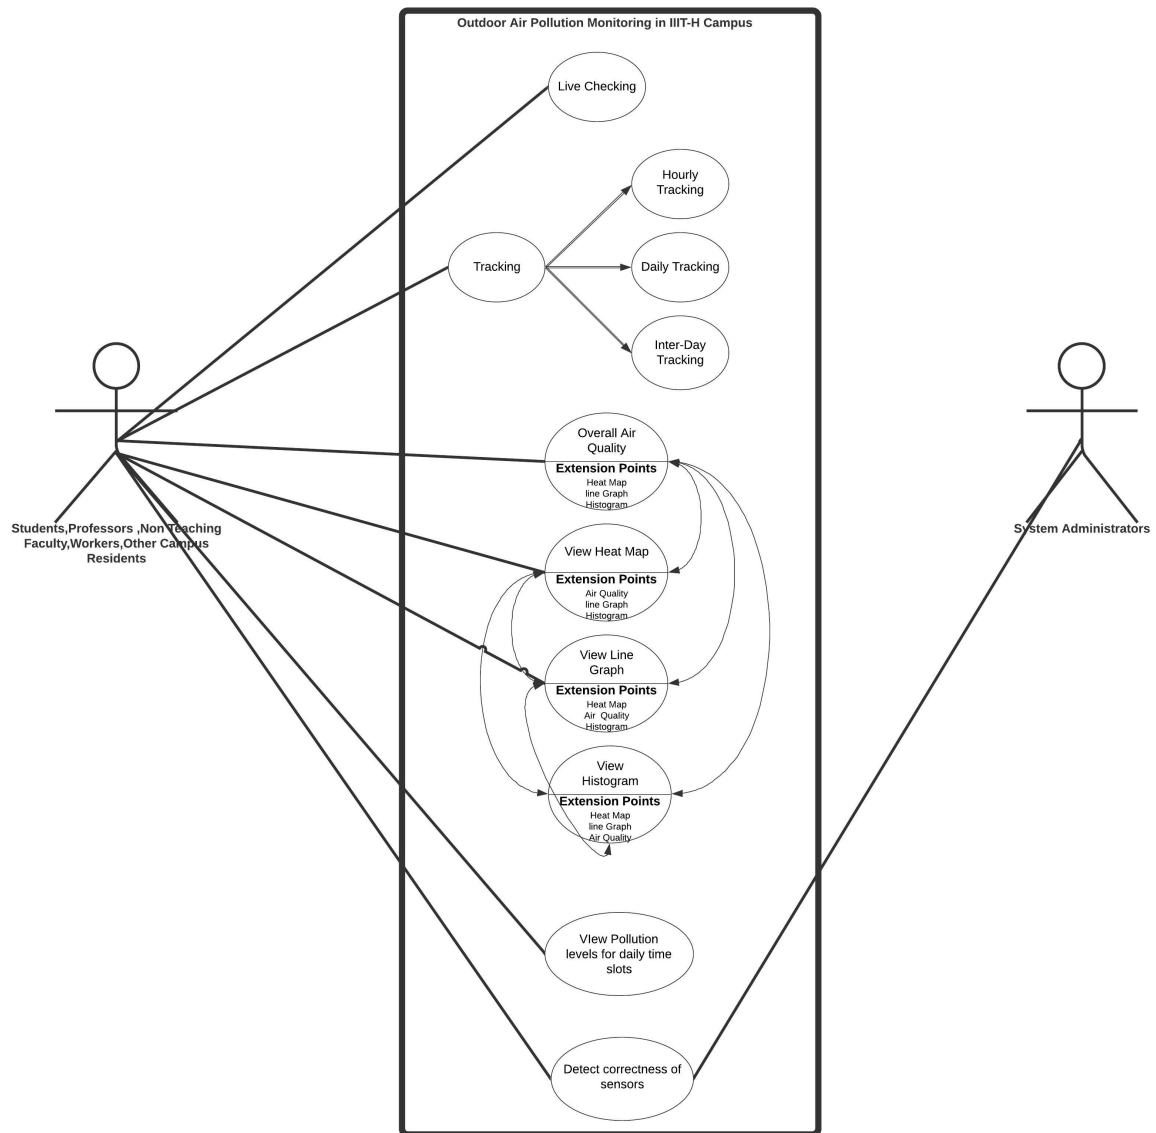 Outdoor Air Pollution Monitoring in IIIT-H Campus
Live Checking
Hourly
Tracking
Tracking
Daily Tracking
Inter-Day
Tracking
Overall Air
Quality
Extension Points
Heat Map
line Graph
Histogram
Students,Professors ,Non Teaching
Faculty,Workers,Other Campus
Residents
System Administrators
View Heat Map
Extension Points
Air Quality
line Graph
Histogram
View Line
Graph
Extension Points
Heat Map
Air  Quality
Histogram
View
Histogram
Extension Points
Heat Map
line Graph
Air Quality
VIew Pollution
levels for daily time
slots
Detect correctness of
sensors